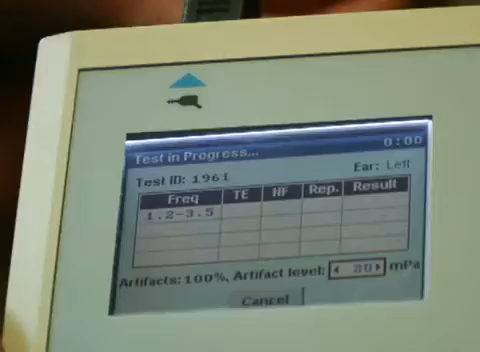 Test in Progress... 0:00
Test ID: 1961 Ear: Left
Freq TE NF Rep. Result
1.2-3.5
Artifacts: 100%, Artifact level: 20 mPa
Cancel